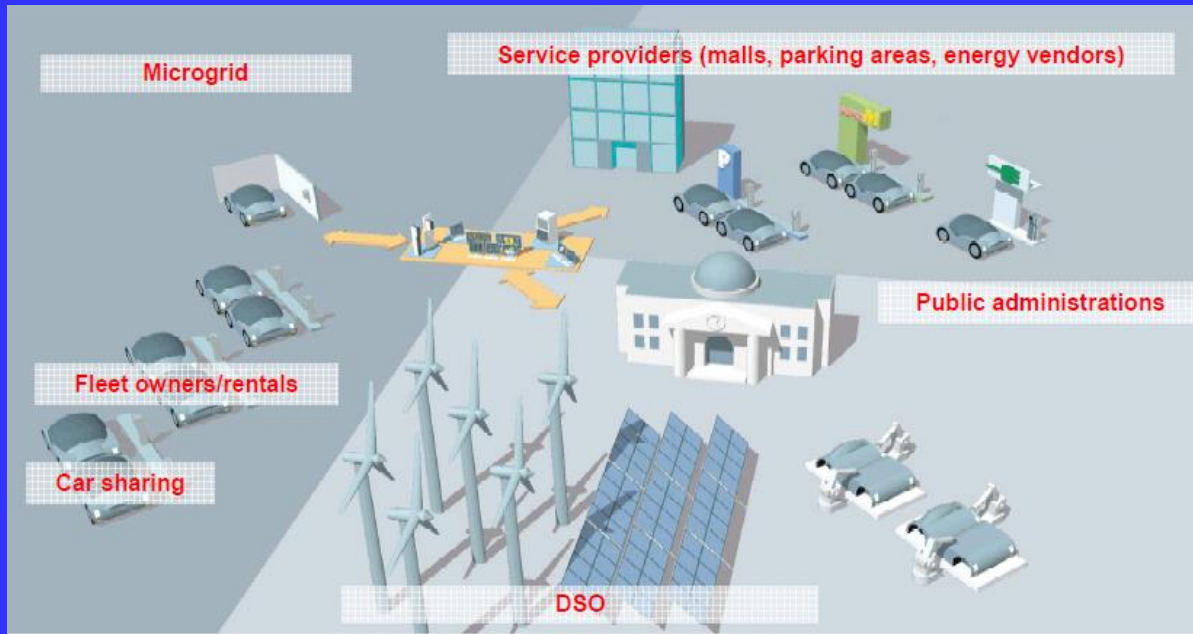 Service providers (malls, parking areas, energy vendors)
Microgrid
P
Public administrations
Fleet owners/rentals
Car sharing
DSO